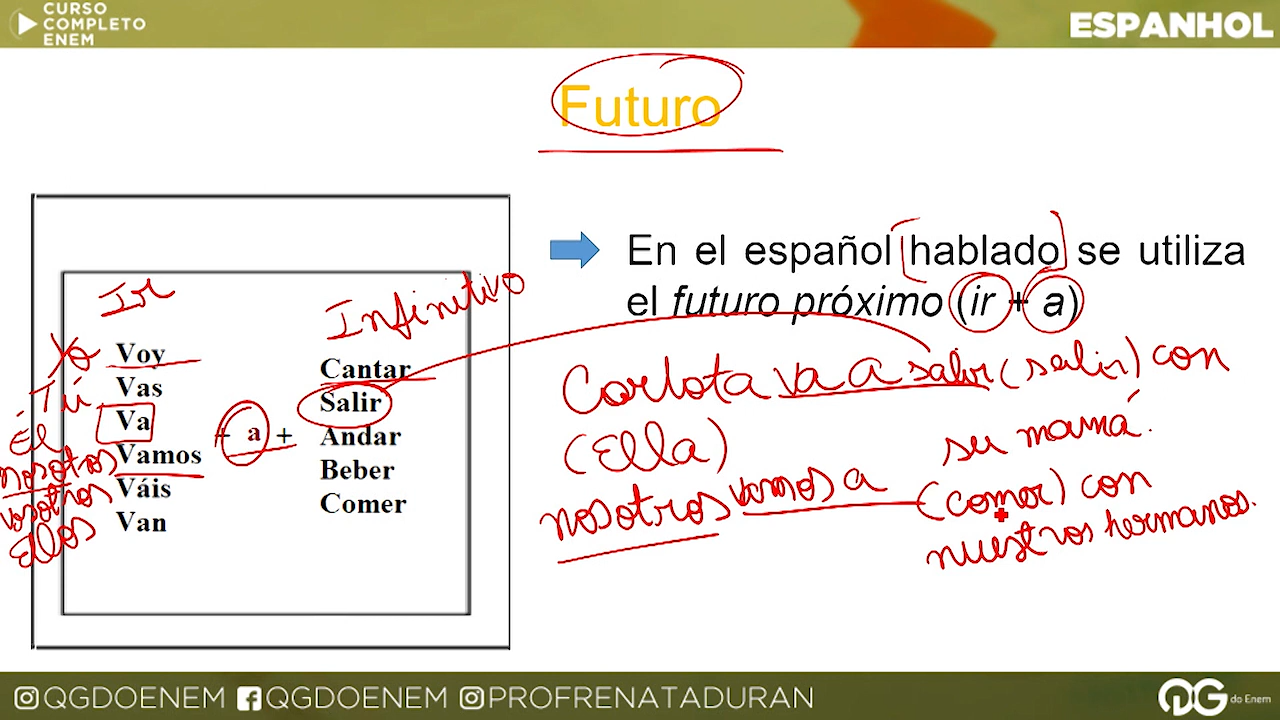 CURSO
COMPLETO
ENEM
ESPANHOL
Futuro
Ir
Infinitivo
Yo Voy
Tú Vas
Él Va
nosotros Vamos
vosotros Váis
Ellos Van
+ a +
Cantar
Salir
Andar
Beber
Comer
En el español [hablado] se utiliza
el futuro próximo (ir + a)
Carlota va a salir (salir) con
(Ella)
su mamá.
nosotros vamos a (comer) con
nuestros hermanos.
@QGDOENEM QGDOENEM @PROFRENATADURAN
QG do Enem